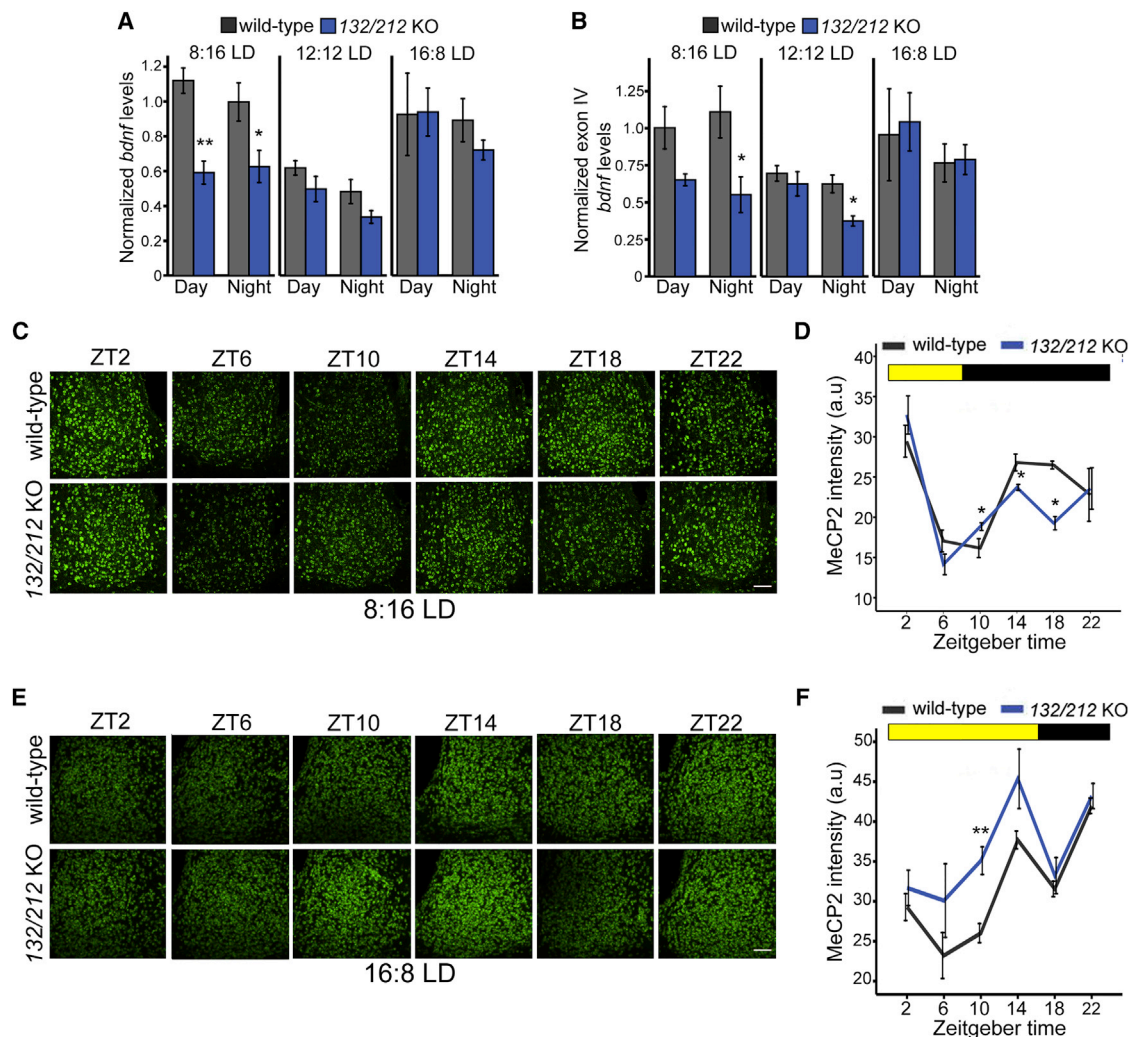 A
wild-type 132/212 KO
8:16 LD 12:12 LD 16:8 LD
Normalized bdnf levels
1.2
1.0
0.8
0.6
0.4
0.2
0
** *
Day Night Day Night Day Night
B
wild-type 132/212 KO
8:16 LD 12:12 LD 16:8 LD
Normalized exon IV
bdnf levels
1.25
1.0
0.75
0.5
0.25
0
* *
Day Night Day Night Day Night
C
ZT2 ZT6 ZT10 ZT14 ZT18 ZT22
wild-type
132/212 KO
8:16 LD
D
wild-type 132/212 KO
MeCP2 intensity (a.u)
40
35
30
25
20
15
10
* * *
2 6 10 14 18 22
Zeitgeber time
E
ZT2 ZT6 ZT10 ZT14 ZT18 ZT22
wild-type
132/212 KO
16:8 LD
F
wild-type 132/212 KO
MeCP2 intensity (a.u)
50
45
40
35
30
25
20
**
2 6 10 14 18 22
Zeitgeber time